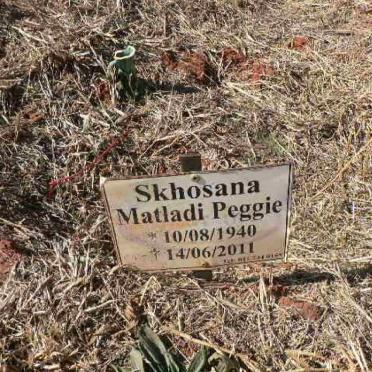 Skhosana
Matladi Peggie
* 10/08/1940
† 14/06/2011